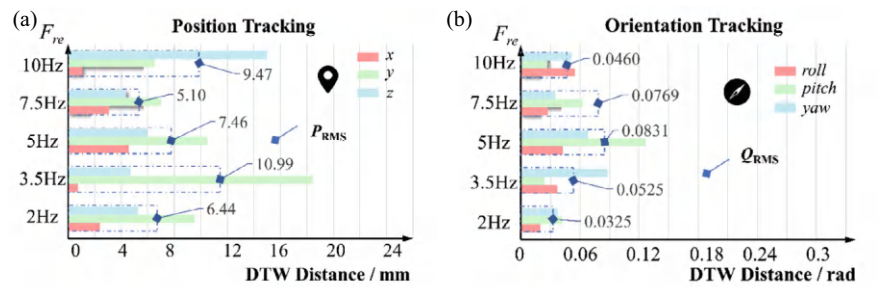 (a)
Position Tracking
F_re
10Hz
7.5Hz
5Hz
3.5Hz
2Hz
9.47
5.10
7.46
10.99
6.44
x
y
z
P_RMS
0 4 8 12 16 20 24
DTW Distance / mm
(b)
Orientation Tracking
F_re
10Hz
7.5Hz
5Hz
3.5Hz
2Hz
0.0460
0.0769
0.0831
0.0525
0.0325
roll
pitch
yaw
Q_RMS
0 0.06 0.12 0.18 0.24 0.3
DTW Distance / rad